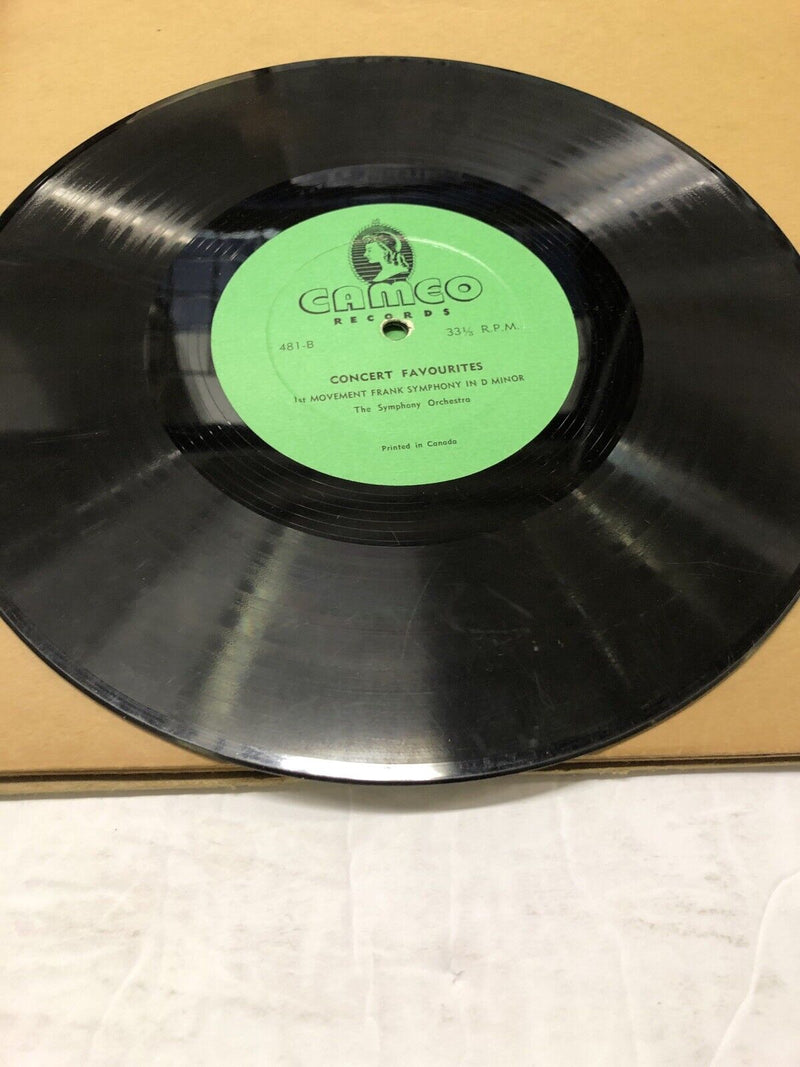 CAMEO
RECORDS
481-B 33⅓ R.P.M.
CONCERT FAVOURITES
1st MOVEMENT FRANK SYMPHONY IN D MINOR
The Symphony Orchestra
Printed in Canada